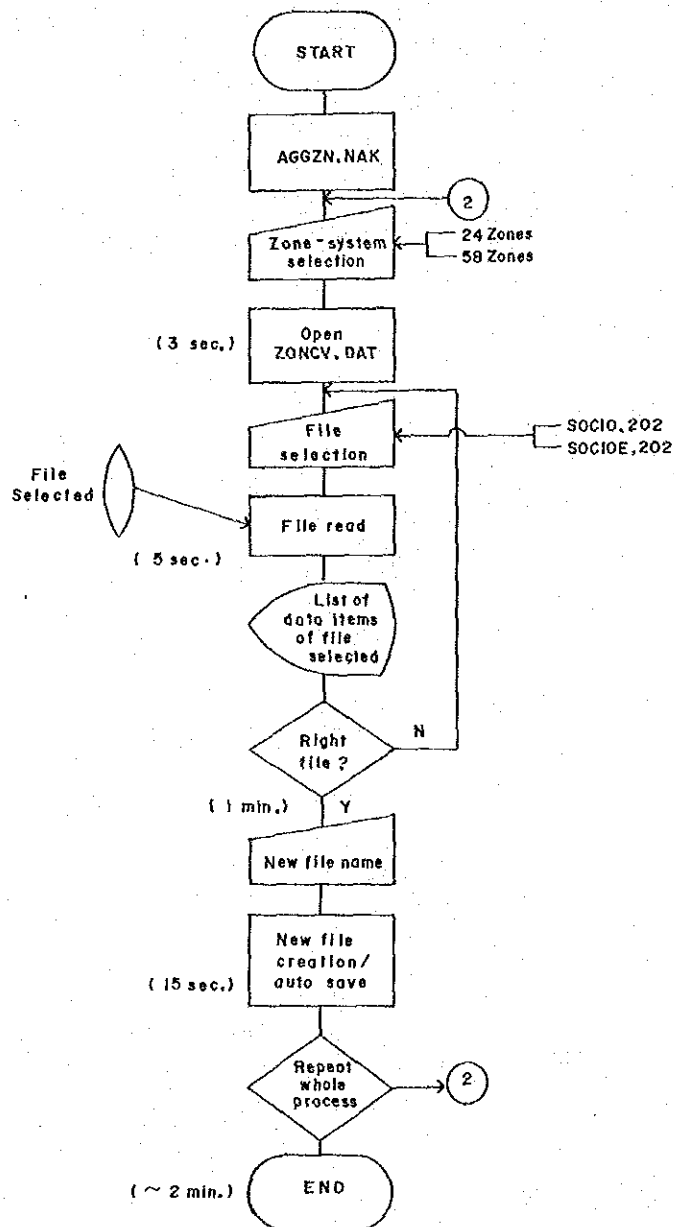 START
AGGZN.NAK
2
Zone-system
selection
24 Zones
58 Zones
(3 sec.)
Open
ZONCV.DAT
File
selection
SOCIO.202
SOCIOE.202
File
Selected
File read
(5 sec.)
List of
data items
of file
selected
Right
file ?
N
(1 min.)
Y
New file name
New file
creation/
auto save
(15 sec.)
Repeat
whole
process
2
(~ 2 min.)
END